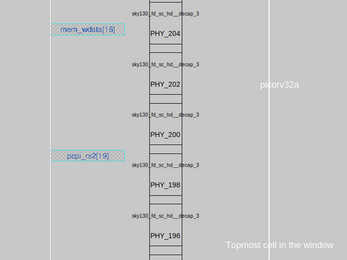 sky130_fd_sc_hd__decap_3
mem_wdata[16]
PHY_204
sky130_fd_sc_hd__decap_3
PHY_202
picorv32a
sky130_fd_sc_hd__decap_3
PHY_200
pcpi_rs2[19]
sky130_fd_sc_hd__decap_3
PHY_198
sky130_fd_sc_hd__decap_3
PHY_196
Topmost cell in the window